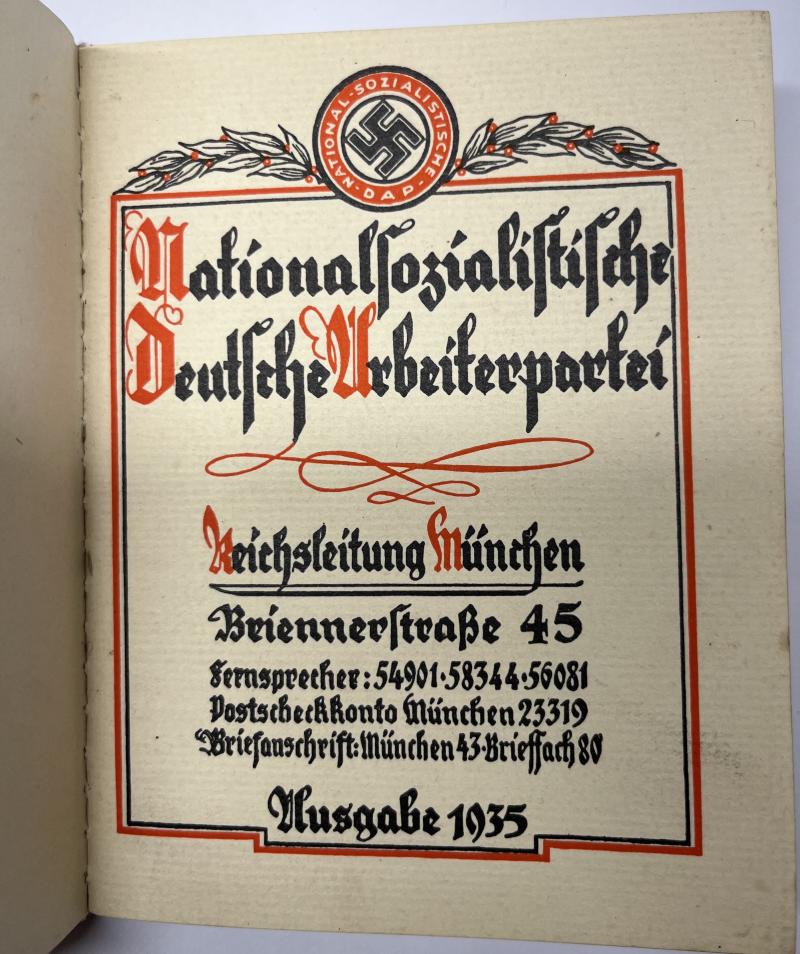 NATIONAL-SOZIALISTISCHE
D A P
Nationalsozialistische
Deutsche Arbeiterpartei
Reichsleitung München
Briennerstraße 45
Fernsprecher: 54901·58344·56081
Postscheckkonto München 23319
Briefanschrift: München 43·Brieffach 80
Ausgabe 1935